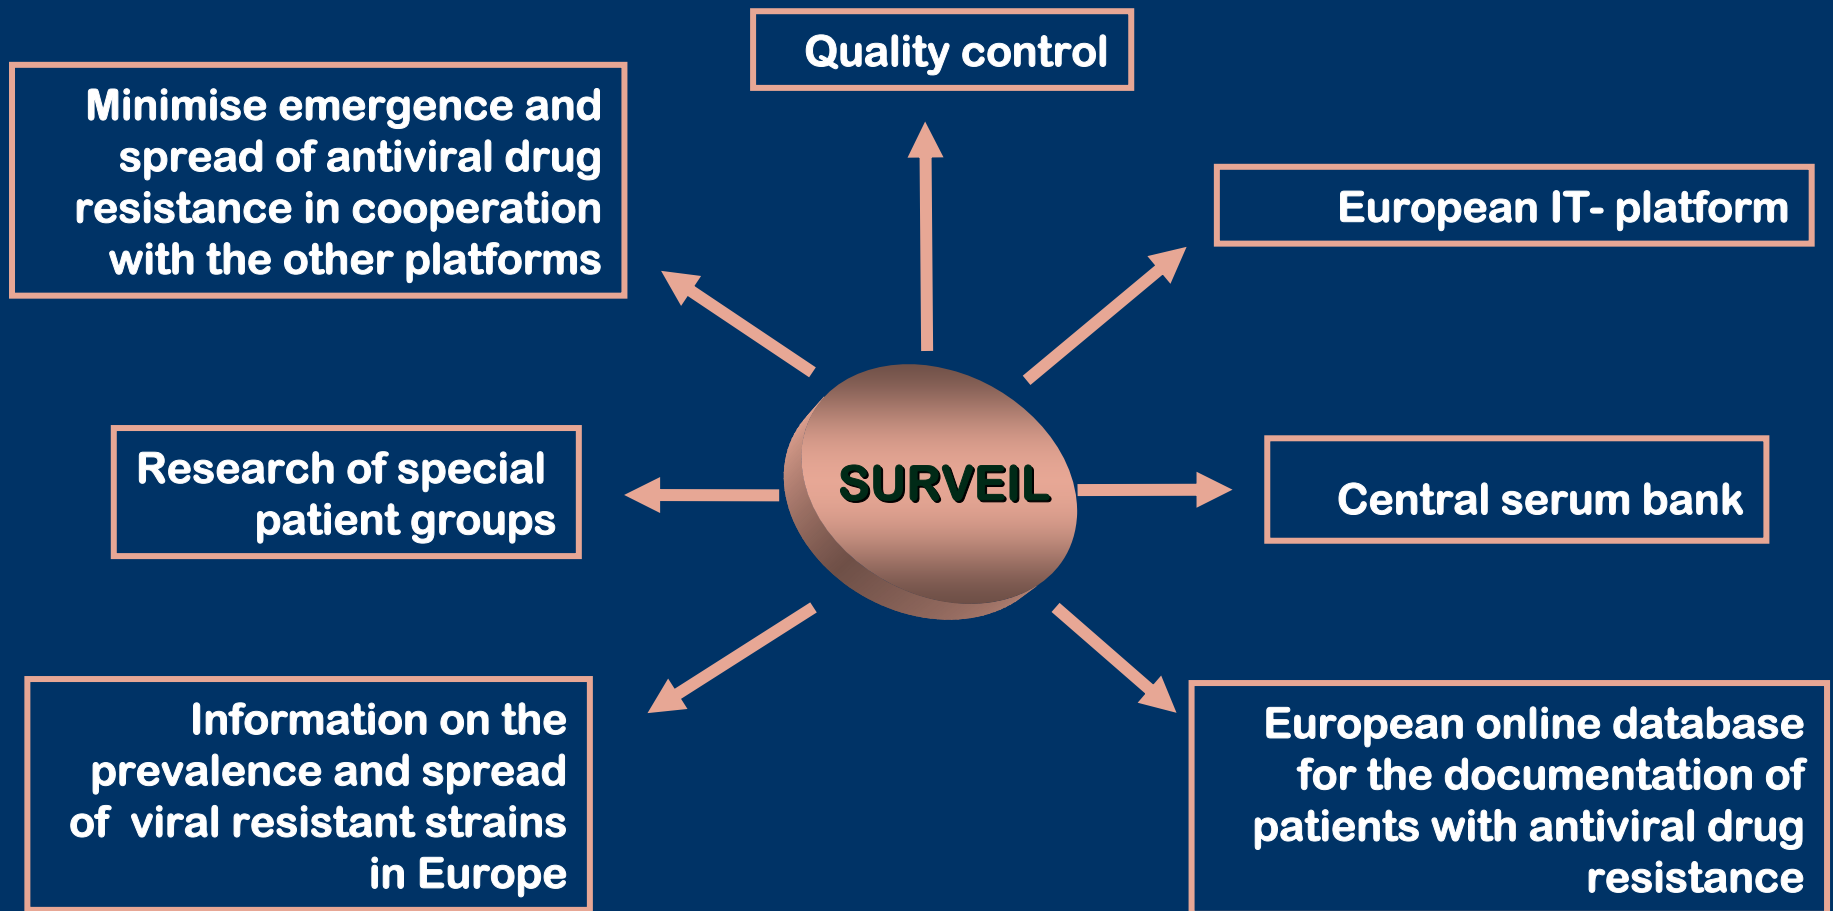 Quality control
Minimise emergence and
spread of antiviral drug
resistance in cooperation
with the other platforms
European IT- platform
Research of special
patient groups
SURVEIL
Central serum bank
Information on the
prevalence and spread
of viral resistant strains
in Europe
European online database
for the documentation of
patients with antiviral drug
resistance